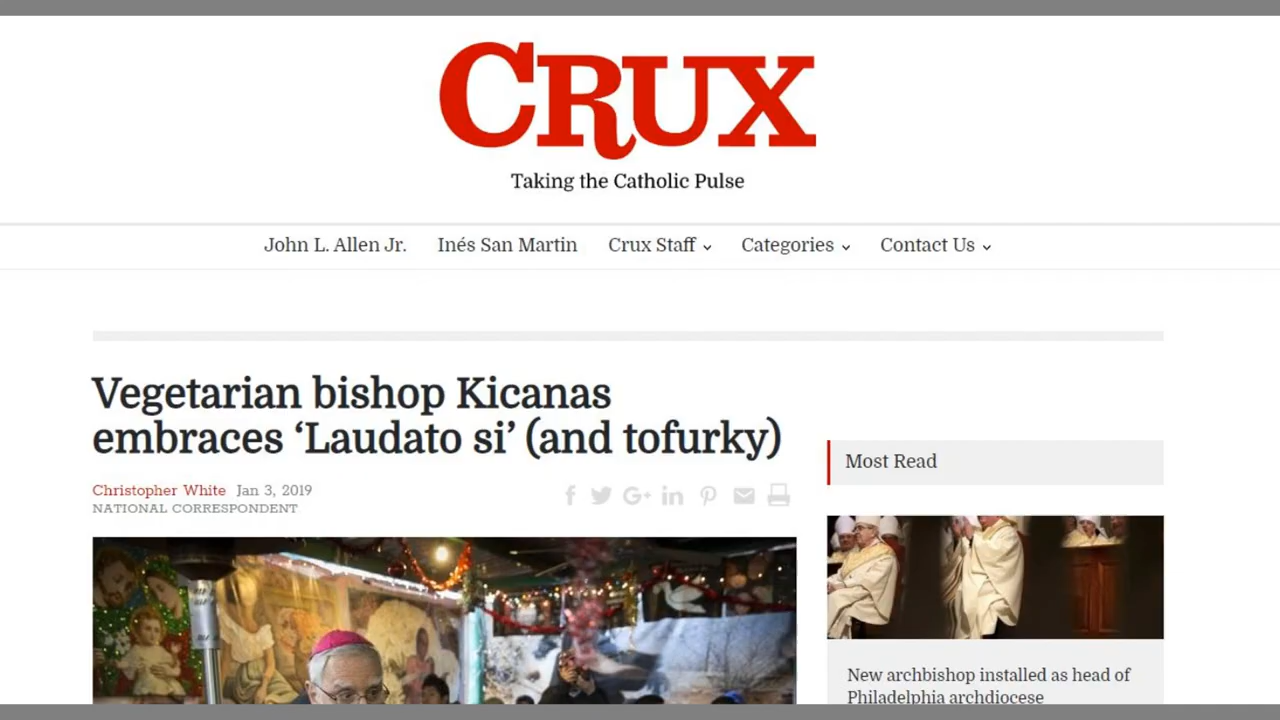 CRUX
Taking the Catholic Pulse
John L. Allen Jr. Inés San Martin Crux Staff Categories Contact Us
Vegetarian bishop Kicanas
embraces ‘Laudato si’ (and tofurky)
Christopher White Jan 3, 2019
NATIONAL CORRESPONDENT
Most Read
New archbishop installed as head of
Philadelphia archdiocese